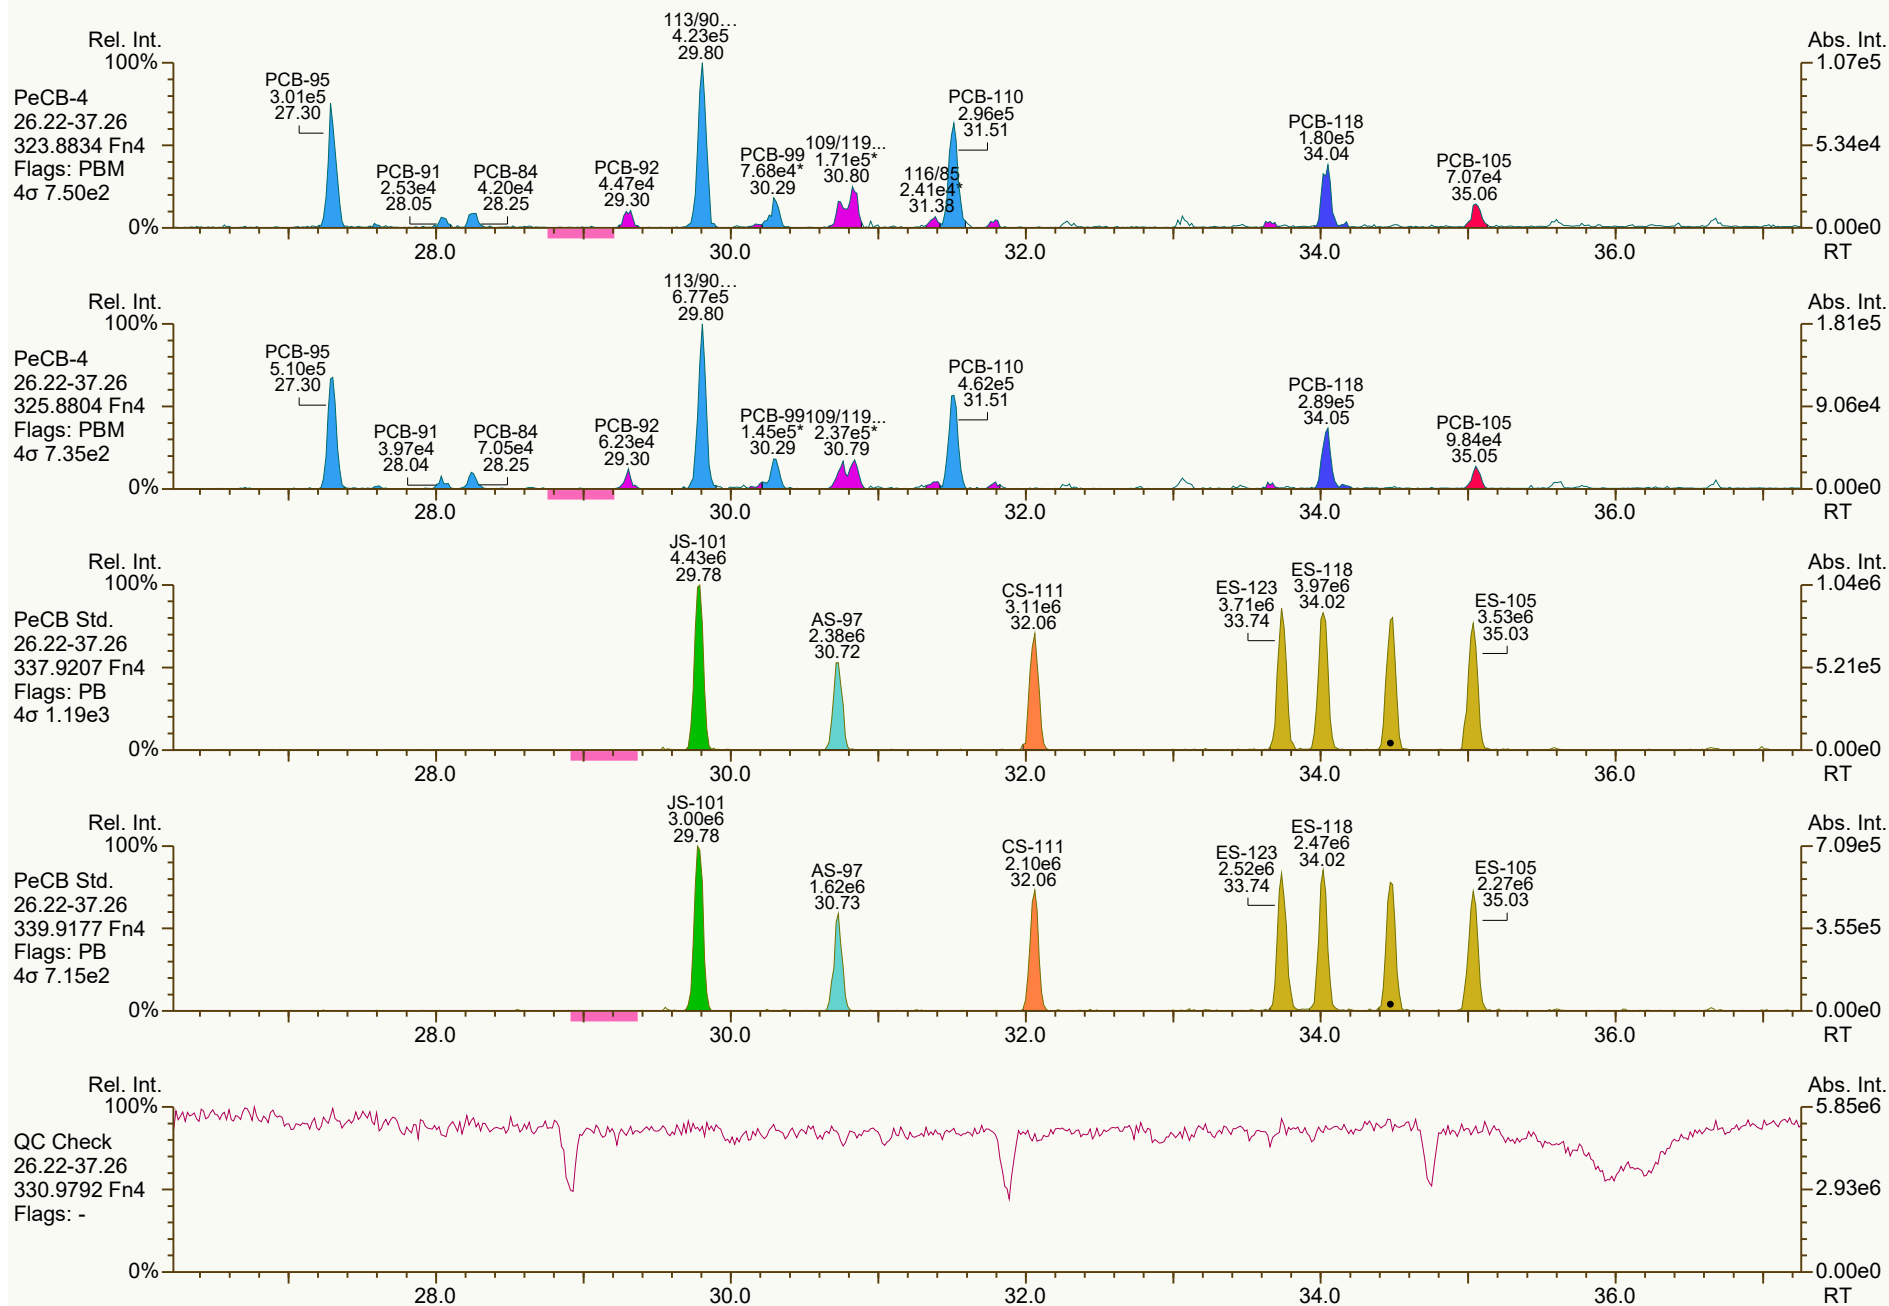 Rel. Int.
100%
0%
PeCB-4
26.22-37.26
323.8834 Fn4
Flags: PBM
4σ 7.50e2
PCB-95
3.01e5
27.30
PCB-91
2.53e4
28.05
PCB-84
4.20e4
28.25
PCB-92
4.47e4
29.30
113/90...
4.23e5
29.80
PCB-99
7.68e4*
30.29
109/119...
1.71e5*
30.80
116/85
2.41e4*
31.38
PCB-110
2.96e5
31.51
PCB-118
1.80e5
34.04
PCB-105
7.07e4
35.06
Abs. Int.
1.07e5
5.34e4
0.00e0
28.0 30.0 32.0 34.0 36.0 RT
Rel. Int.
100%
0%
PeCB-4
26.22-37.26
325.8804 Fn4
Flags: PBM
4σ 7.35e2
PCB-95
5.10e5
27.30
PCB-91
3.97e4
28.04
PCB-84
7.05e4
28.25
PCB-92
6.23e4
29.30
113/90...
6.77e5
29.80
PCB-99
1.45e5*
30.29
109/119...
2.37e5*
30.79
PCB-110
4.62e5
31.51
PCB-118
2.89e5
34.05
PCB-105
9.84e4
35.05
Abs. Int.
1.81e5
9.06e4
0.00e0
28.0 30.0 32.0 34.0 36.0 RT
Rel. Int.
100%
0%
PeCB Std.
26.22-37.26
337.9207 Fn4
Flags: PB
4σ 1.19e3
JS-101
4.43e6
29.78
AS-97
2.38e6
30.72
CS-111
3.11e6
32.06
ES-123
3.71e6
33.74
ES-118
3.97e6
34.02
ES-105
3.53e6
35.03
Abs. Int.
1.04e6
5.21e5
0.00e0
28.0 30.0 32.0 34.0 36.0 RT
Rel. Int.
100%
0%
PeCB Std.
26.22-37.26
339.9177 Fn4
Flags: PB
4σ 7.15e2
JS-101
3.00e6
29.78
AS-97
1.62e6
30.73
CS-111
2.10e6
32.06
ES-123
2.52e6
33.74
ES-118
2.47e6
34.02
ES-105
2.27e6
35.03
Abs. Int.
7.09e5
3.55e5
0.00e0
28.0 30.0 32.0 34.0 36.0 RT
Rel. Int.
100%
0%
QC Check
26.22-37.26
330.9792 Fn4
Flags: -
Abs. Int.
5.85e6
2.93e6
0.00e0
28.0 30.0 32.0 34.0 36.0 RT